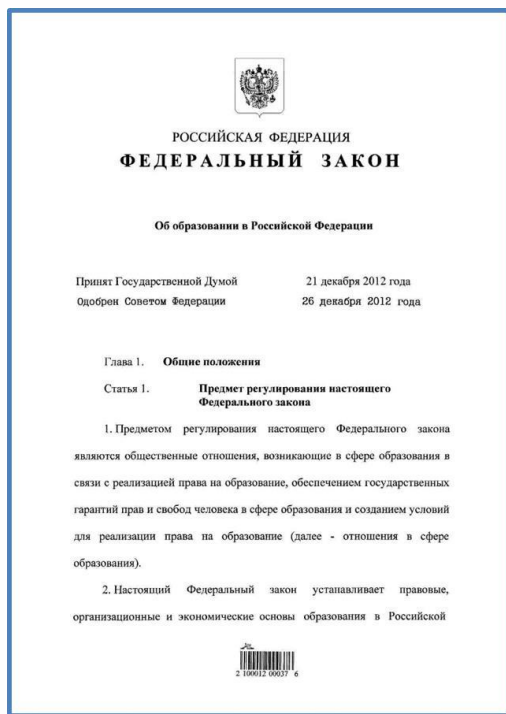 РОССИЙСКАЯ ФЕДЕРАЦИЯ
ФЕДЕРАЛЬНЫЙ ЗАКОН
Об образовании в Российской Федерации
Принят Государственной Думой 21 декабря 2012 года
Одобрен Советом Федерации 26 декабря 2012 года
Глава 1. Общие положения
Статья 1. Предмет регулирования настоящего
Федерального закона
1. Предметом регулирования настоящего Федерального закона
являются общественные отношения, возникающие в сфере образования в
связи с реализацией права на образование, обеспечением государственных
гарантий прав и свобод человека в сфере образования и созданием условий
для реализации права на образование (далее - отношения в сфере
образования).
2. Настоящий Федеральный закон устанавливает правовые,
организационные и экономические основы образования в Российской
2 100012 00037 6